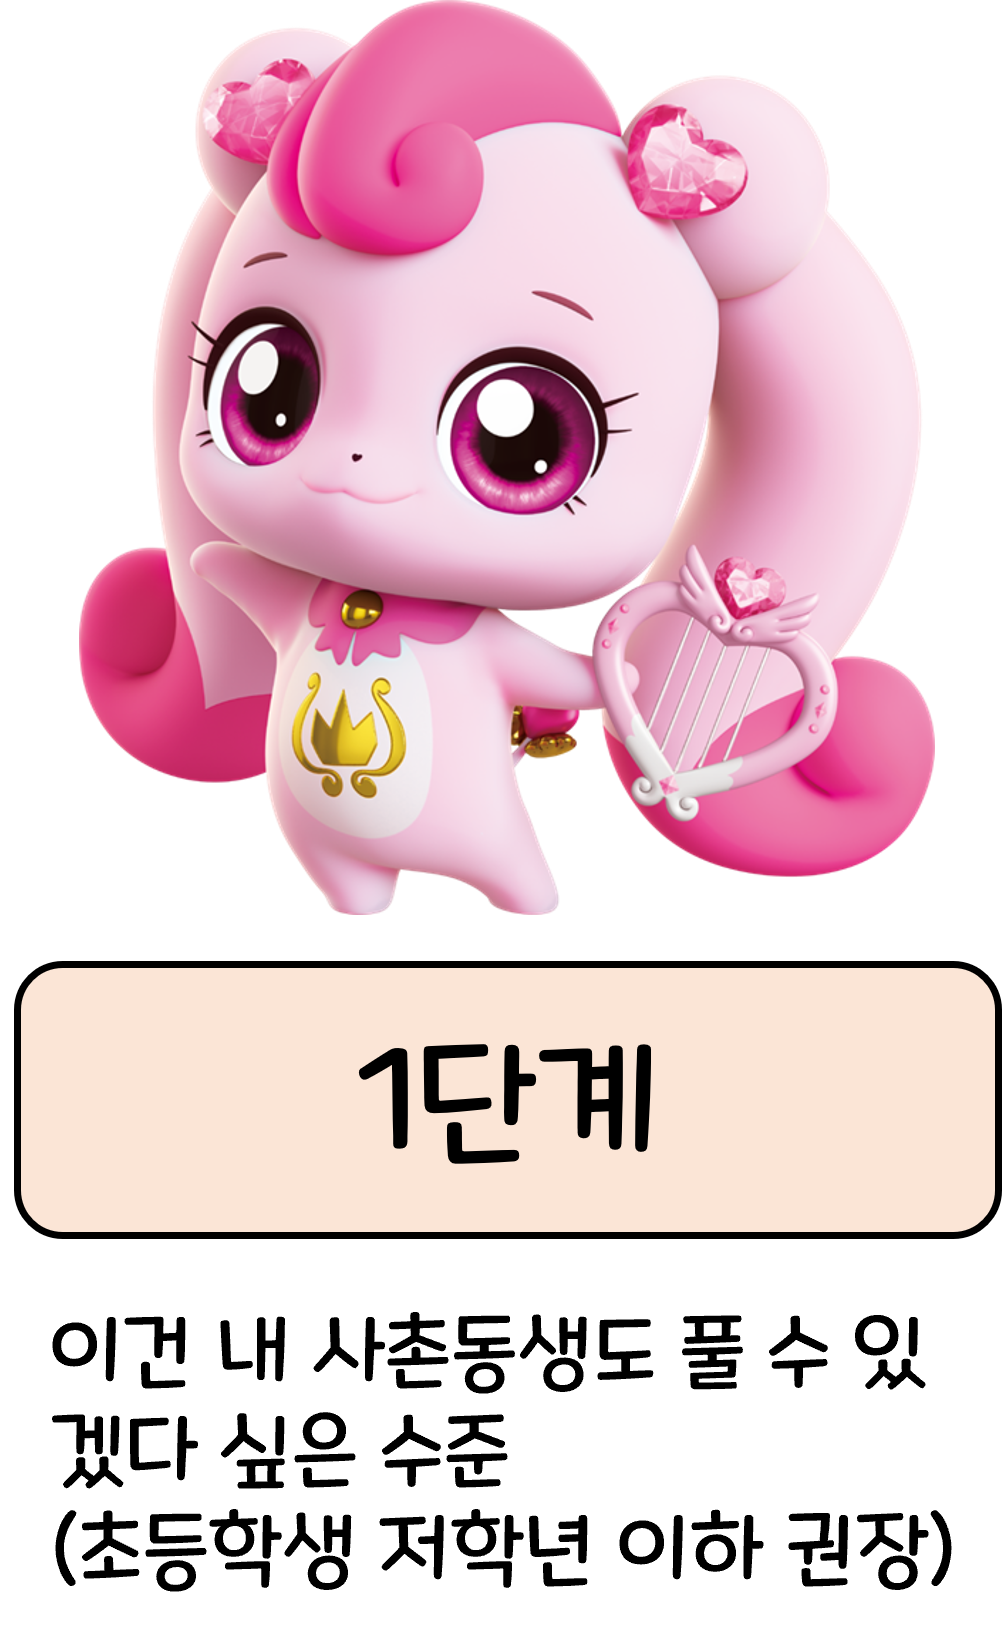 1단계
이건 내 사촌동생도 풀 수 있
겠다 싶은 수준
(초등학생 저학년 이하 권장)